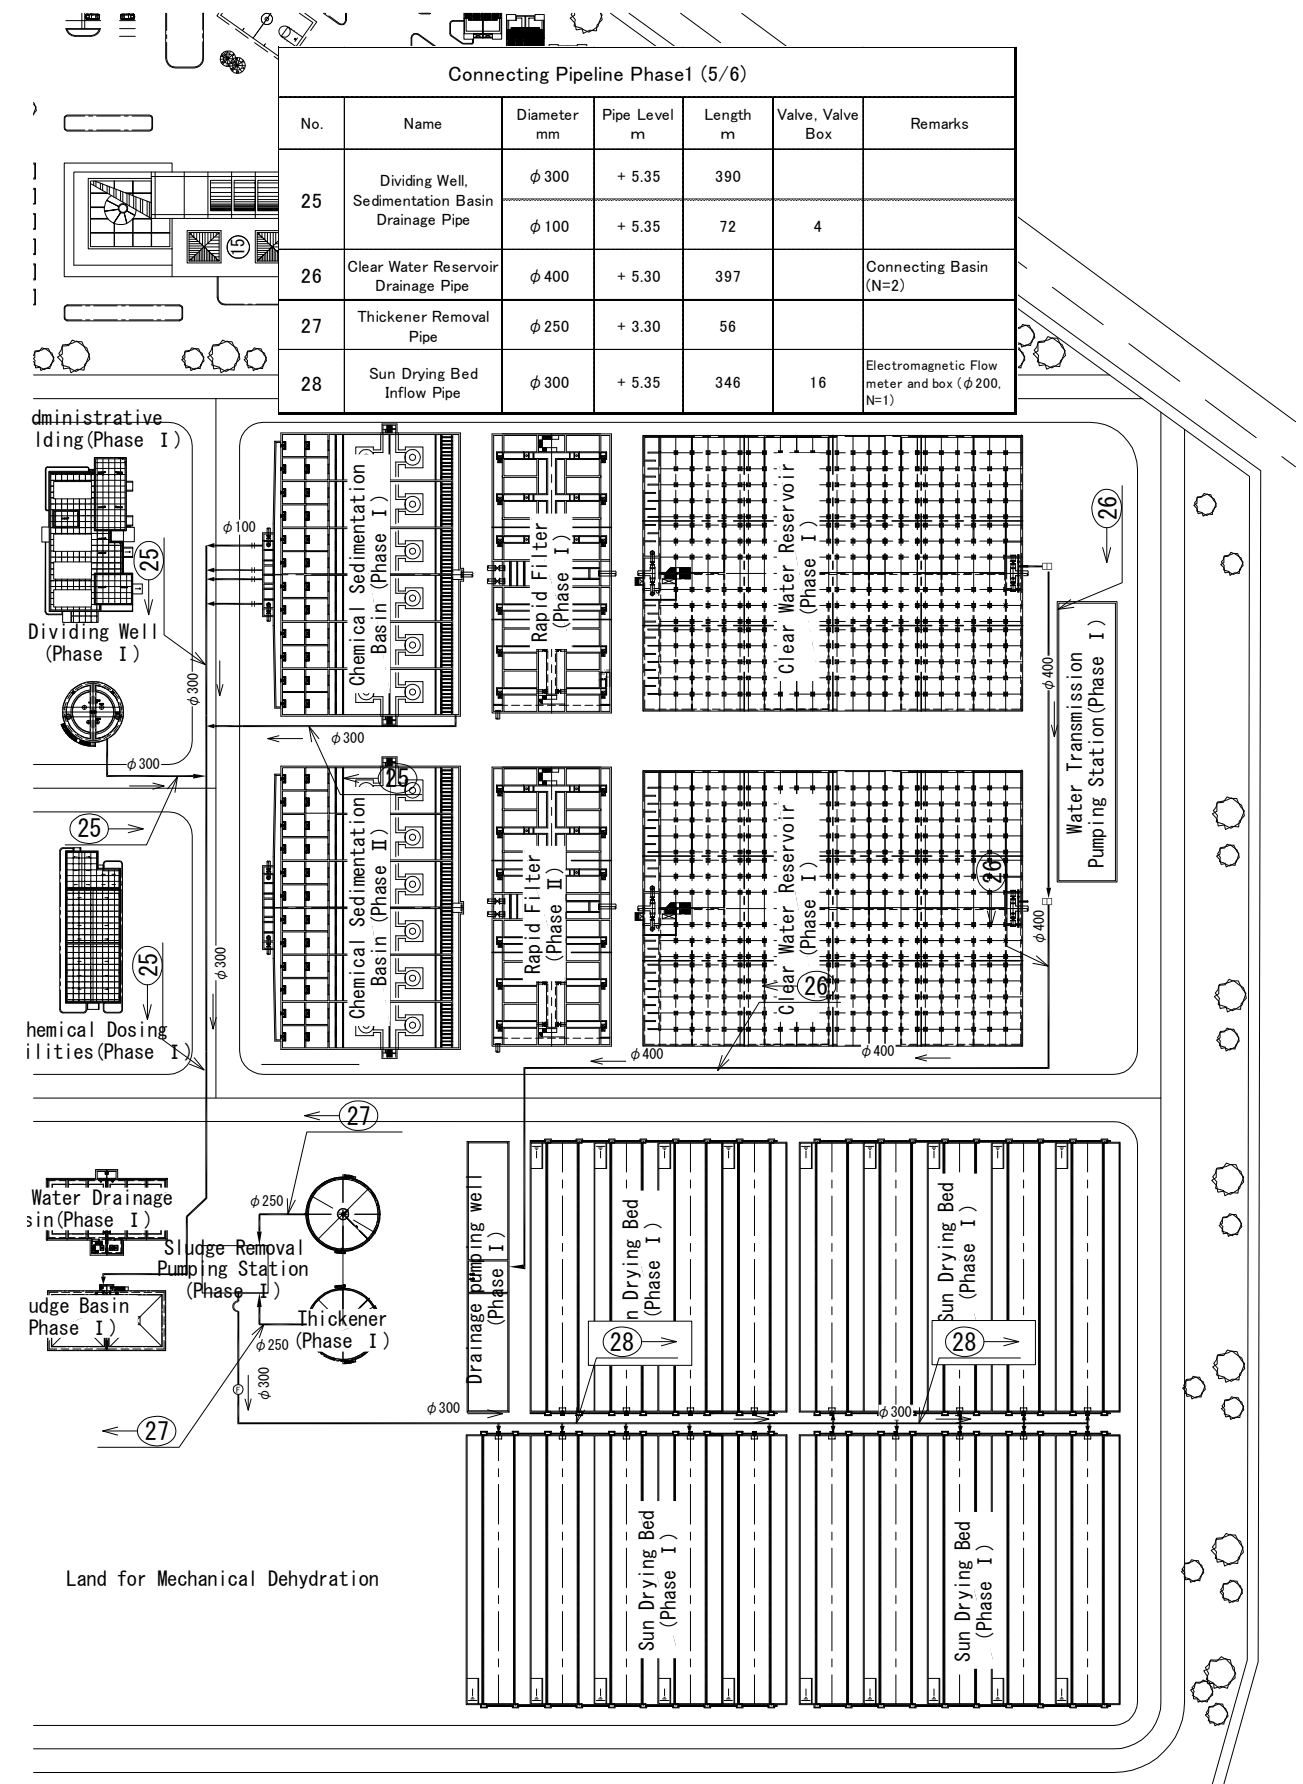 Connecting Pipeline Phase1 (5/6)
No.
Name
Diameter
mm
Pipe Level
m
Length
m
Valve, Valve
Box
Remarks
25
Dividing Well,
Sedimentation Basin
Drainage Pipe
φ300
+ 5.35
390
φ100
+ 5.35
72
4
26
Clear Water Reservoir
Drainage Pipe
φ400
+ 5.30
397
Connecting Basin
(N=2)
27
Thickener Removal
Pipe
φ250
+ 3.30
56
28
Sun Drying Bed
Inflow Pipe
φ300
+ 5.35
346
16
Electromagnetic Flow
meter and box (φ200,
N=1)
15
dministrative
lding(Phase Ⅰ)
25
φ100
Dividing Well
(Phase Ⅰ)
φ300
φ300
25
Chemical Sedimentation
Basin (Phase Ⅰ)
Rapid Filter
(Phase Ⅰ)
Clear Water Reservoir
(Phase Ⅰ)
26
φ400
Water Transmission
Pumping Station(Phase Ⅰ)
φ300
25
Chemical Sedimentation
Basin (Phase Ⅱ)
Rapid Filter
(Phase Ⅱ)
Clear Water Reservoir
(Phase Ⅰ)
26
φ400
26
25
φ300
hemical Dosing
ilities(Phase Ⅰ)
φ400
φ400
27
Water Drainage
sin(Phase Ⅰ)
φ250
Sludge Removal
Pumping Station
(Phase Ⅰ)
udge Basin
Phase Ⅰ)
Thickener
(Phase Ⅰ)
φ250
φ300
F
27
Drainage pumping well
(Phase Ⅰ)
φ300
n Drying Bed
(Phase Ⅰ)
28
Sun Drying Bed
(Phase Ⅰ)
28
φ300
Sun Drying Bed
(Phase Ⅰ)
Sun Drying Bed
(Phase Ⅰ)
Land for Mechanical Dehydration